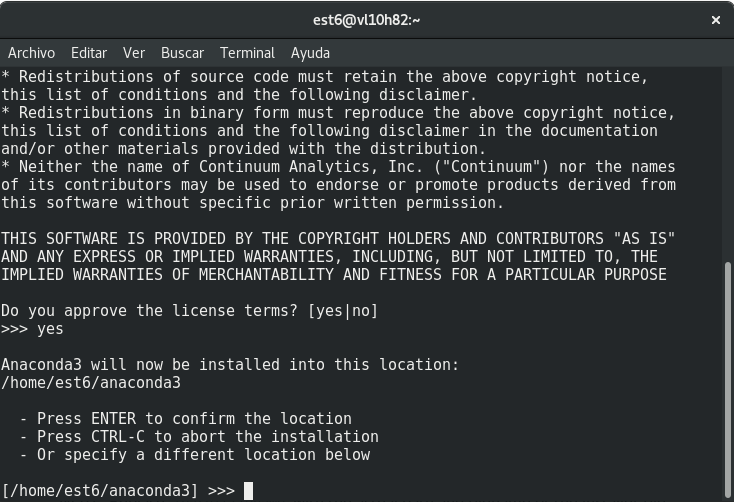 est6@vl10h82:~
Archivo Editar Ver Buscar Terminal Ayuda
* Redistributions of source code must retain the above copyright notice,
this list of conditions and the following disclaimer.
* Redistributions in binary form must reproduce the above copyright notice,
this list of conditions and the following disclaimer in the documentation
and/or other materials provided with the distribution.
* Neither the name of Continuum Analytics, Inc. ("Continuum") nor the names
of its contributors may be used to endorse or promote products derived from
this software without specific prior written permission.
THIS SOFTWARE IS PROVIDED BY THE COPYRIGHT HOLDERS AND CONTRIBUTORS "AS IS"
AND ANY EXPRESS OR IMPLIED WARRANTIES, INCLUDING, BUT NOT LIMITED TO, THE
IMPLIED WARRANTIES OF MERCHANTABILITY AND FITNESS FOR A PARTICULAR PURPOSE
Do you approve the license terms? [yes|no]
>>> yes
Anaconda3 will now be installed into this location:
/home/est6/anaconda3
- Press ENTER to confirm the location
- Press CTRL-C to abort the installation
- Or specify a different location below
[/home/est6/anaconda3] >>>